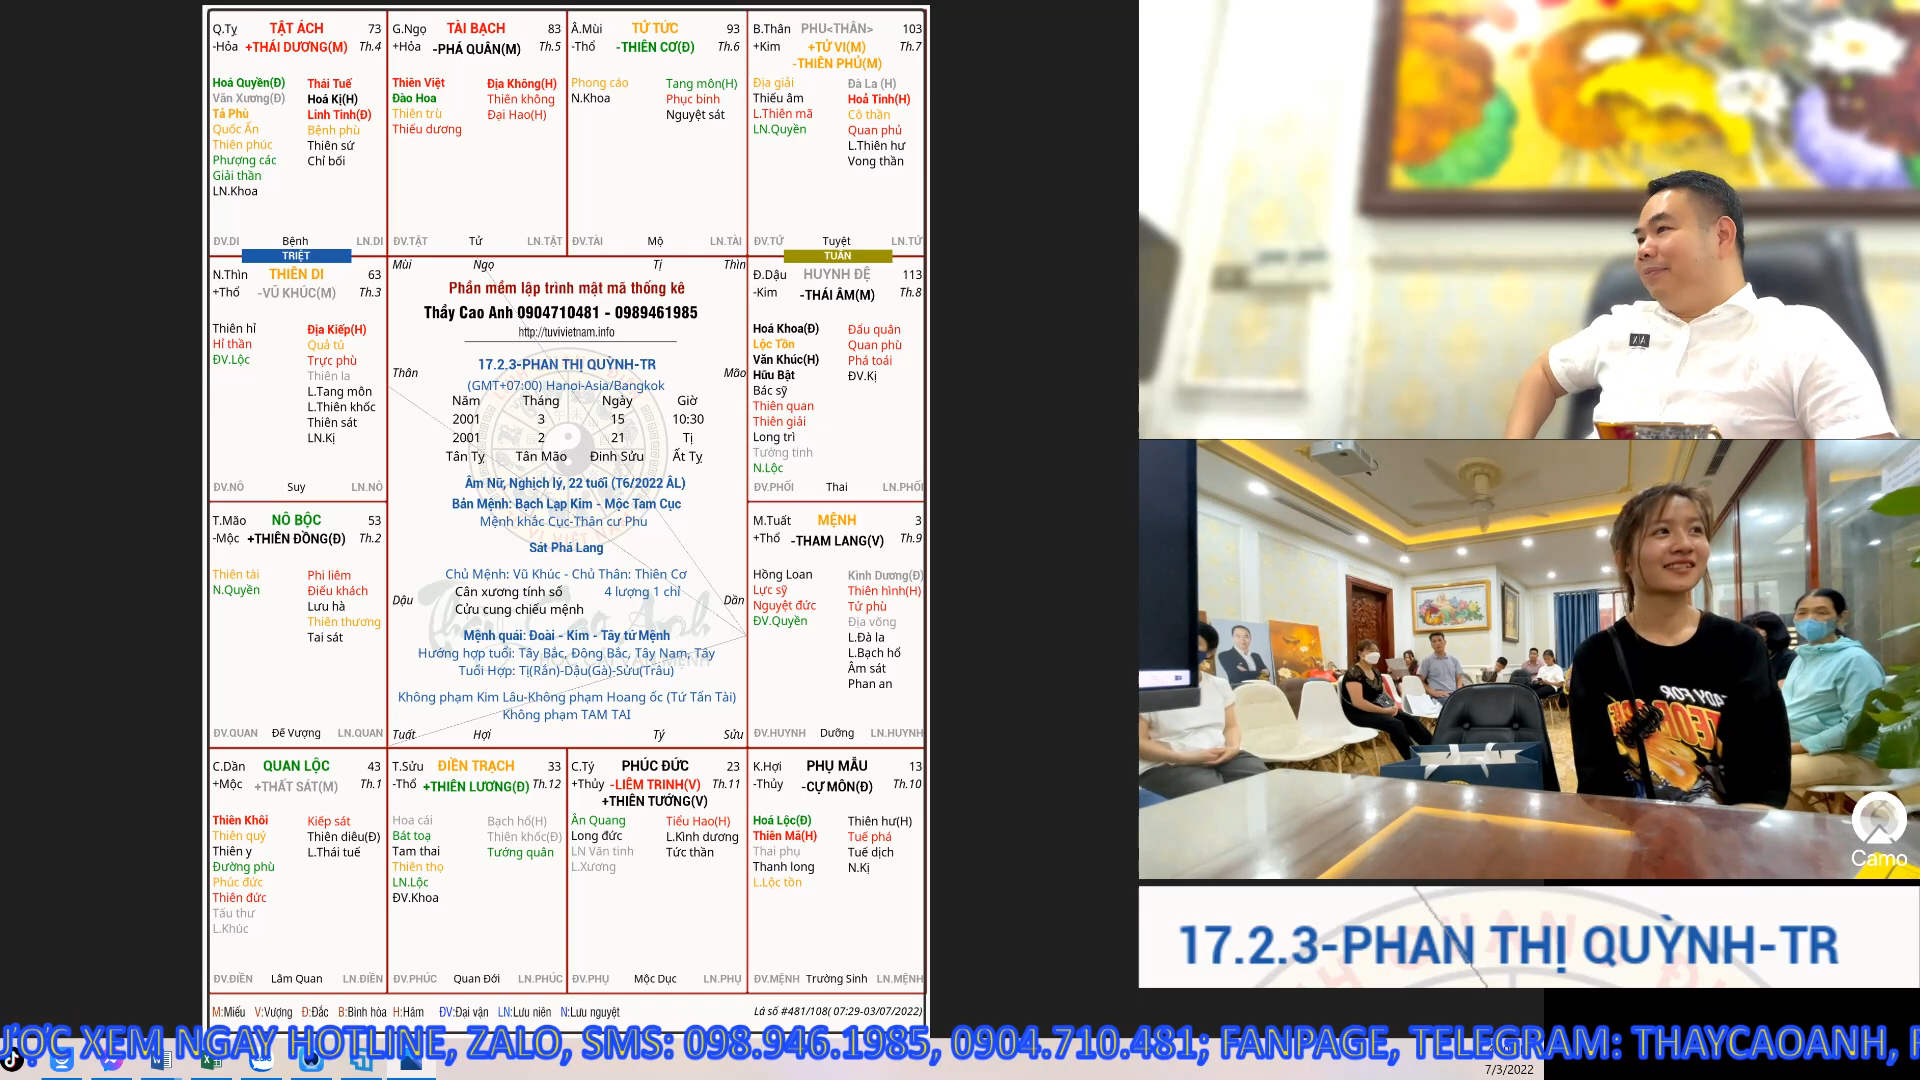 Q.Tỵ TẬT ÁCH 73
-Hỏa +THÁI DƯƠNG(M) Th.4
Hoá Quyền(Đ) Thái Tuế
Văn Xương(Đ) Hoá Kị(H)
Tả Phù Linh Tinh(Đ)
Quốc Ấn Bệnh phù
Thiên phúc Thiên sứ
Phượng các Chỉ bối
Giải thần
LN.Khoa
ĐV.DI Bệnh LN.DI
G.Ngọ TÀI BẠCH 83
+Hỏa -PHÁ QUÂN(M) Th.5
Thiên Việt Địa Không(H)
Đào Hoa Thiên không
Thiên trù Đại Hao(H)
Thiếu dương
ĐV.TẬT Tử LN.TẬT
Â.Mùi TỬ TỨC 93
-Thổ -THIÊN CƠ(Đ) Th.6
Phong cáo Tang môn(H)
N.Khoa Phục binh
Nguyệt sát
ĐV.TÀI Mộ LN.TÀI
B.Thân PHU<THÂN> 103
+Kim +TỬ VI(M) Th.7
-THIÊN PHỦ(M)
Địa giải Đà La (H)
Thiếu âm Hoả Tinh(H)
L.Thiên mã Cô thần
LN.Quyền Quan phủ
L.Thiên hư
Vong thần
ĐV.TỬ Tuyệt LN.TỬ
TRIỆT
TUẦN
N.Thìn THIÊN DI 63
+Thổ -VŨ KHÚC(M) Th.3
Thiên hỉ Địa Kiếp(H)
Hỉ thần Quả tú
ĐV.Lộc Trực phù
Thiên la
L.Tang môn
L.Thiên khốc
Thiên sát
LN.Kị
ĐV.NÔ Suy LN.NÔ
Mùi Ngọ Tị Thìn
Phần mềm lập trình mật mã thống kê
Thầy Cao Anh 0904710481 - 0989461985
http://tuvivietnam.info
17.2.3-PHAN THỊ QUỲNH-TR
Thân Mão
(GMT+07:00) Hanoi-Asia/Bangkok
Năm Tháng Ngày Giờ
2001 3 15 10:30
2001 2 21 Tị
Tân Tỵ Tân Mão Đinh Sửu Ất Tỵ
Âm Nữ, Nghịch lý, 22 tuổi (T6/2022 ÂL)
Bản Mệnh: Bạch Lạp Kim - Mộc Tam Cục
Mệnh khắc Cục-Thân cư Phu
Sát Phá Lang
Chủ Mệnh: Vũ Khúc - Chủ Thân: Thiên Cơ
Cân xương tính số 4 lượng 1 chỉ
Dậu Dần
Cửu cung chiếu mệnh
Mệnh quái: Đoài - Kim - Tây tứ Mệnh
Hướng hợp tuổi: Tây Bắc, Đông Bắc, Tây Nam, Tây
Tuổi Hợp: Tị(Rắn)-Dậu(Gà)-Sửu(Trâu)
Không phạm Kim Lâu-Không phạm Hoang ốc (Tứ Tấn Tài)
Không phạm TAM TAI
Tuất Hợi Tý Sửu
Đ.Dậu HUYNH ĐỆ 113
-Kim -THÁI ÂM(M) Th.8
Hoá Khoa(Đ) Đẩu quân
Lộc Tồn Quan phù
Văn Khúc(H) Phá toái
Hữu Bật ĐV.Kị
Bác sỹ
Thiên quan
Thiên giải
Long trì
Tướng tinh
N.Lộc
ĐV.PHỐI Thai LN.PHỐI
T.Mão NÔ BỘC 53
-Mộc +THIÊN ĐỒNG(Đ) Th.2
Thiên tài Phi liêm
N.Quyền Điếu khách
Lưu hà
Thiên thương
Tai sát
ĐV.QUAN Đế Vượng LN.QUAN
M.Tuất MỆNH 3
+Thổ -THAM LANG(V) Th.9
Hồng Loan Kình Dương(Đ)
Lực sỹ Thiên hình(H)
Nguyệt đức Tử phù
ĐV.Quyền Địa võng
L.Đà la
L.Bạch hổ
Âm sát
Phan an
ĐV.HUYNH Dưỡng LN.HUYNH
C.Dần QUAN LỘC 43
+Mộc +THẤT SÁT(M) Th.1
Thiên Khôi Kiếp sát
Thiên quý Thiên diêu(Đ)
Thiên y L.Thái tuế
Đường phù
Phúc đức
Thiên đức
Tấu thư
L.Khúc
ĐV.ĐIỀN Lâm Quan LN.ĐIỀN
T.Sửu ĐIỀN TRẠCH 33
-Thổ +THIÊN LƯƠNG(Đ) Th.12
Hoa cái Bạch hổ(H)
Bát toạ Thiên khốc(Đ)
Tam thai Tướng quân
Thiên thọ
LN.Lộc
ĐV.Khoa
ĐV.PHÚC Quan Đới LN.PHÚC
C.Tý PHÚC ĐỨC 23
+Thủy -LIÊM TRINH(V) Th.11
+THIÊN TƯỚNG(V)
Ân Quang Tiểu Hao(H)
Long đức L.Kình dương
LN Văn tinh Tức thần
L.Xương
ĐV.PHỤ Mộc Dục LN.PHỤ
K.Hợi PHỤ MẪU 13
-Thủy -CỰ MÔN(Đ) Th.10
Hoá Lộc(Đ) Thiên hư(H)
Thiên Mã(H) Tuế phá
Thai phụ Tuế dịch
Thanh long N.Kị
L.Lộc tồn
ĐV.MỆNH Trường Sinh LN.MỆNH
M:Miếu V:Vượng Đ:Đắc B:Bình hòa H:Hãm ĐV:Đại vận LN:Lưu niên N:Lưu nguyệt
Lá số #481/108( 07:29-03/07/2022)
Camo
17.2.3-PHAN THỊ QUỲNH-TR
ƯỢC XEM NGAY HOTLINE, ZALO, SMS: 098.946.1985, 0904.710.481; FANPAGE, TELEGRAM: THAYCAOANH,
7/3/2022